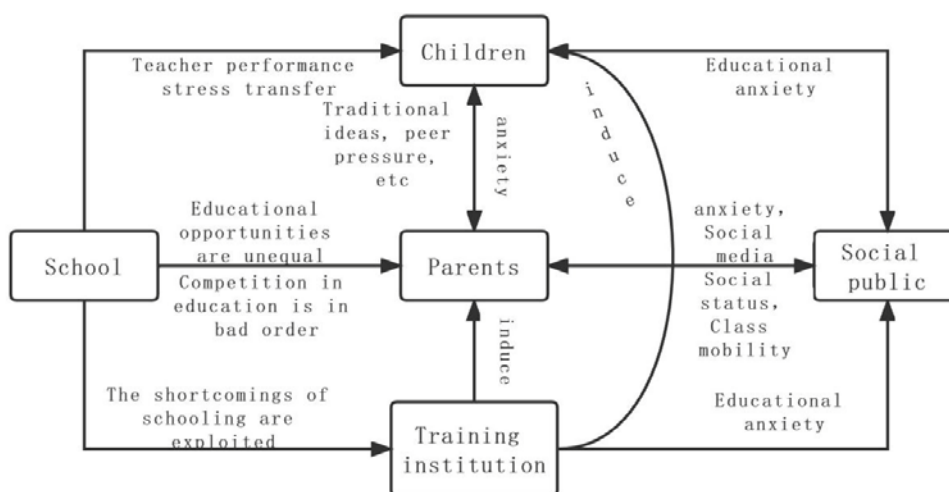 Children
Teacher performance
stress transfer
Educational
anxiety
Traditional
ideas, peer
pressure,
etc
anxiety
induce
Educational
opportunities
are unequal
School
Competition in
education is in
bad order
Parents
anxiety,
Social
media
Social
status,
Class
mobility
Social
public
induce
The shortcomings of
schooling are
exploited
Training
institution
Educational
anxiety